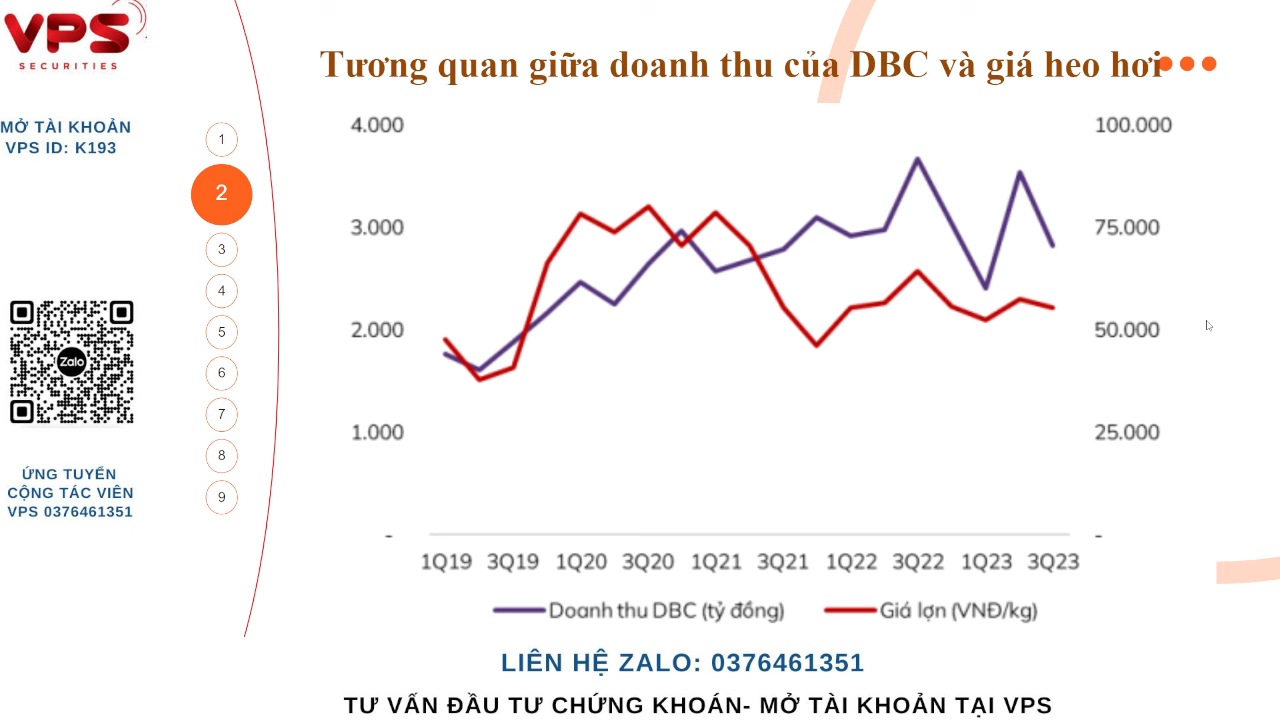 VPS
SECURITIES
MỞ TÀI KHOẢN
VPS ID: K193
1
2
3
4
5
6
7
8
9
Zalo
ỨNG TUYỂN
CỘNG TÁC VIÊN
VPS 0376461351
Tương quan giữa doanh thu của DBC và giá heo hơi
4.000
3.000
2.000
1.000
-
100.000
75.000
50.000
25.000
-
1Q19 3Q19 1Q20 3Q20 1Q21 3Q21 1Q22 3Q22 1Q23 3Q23
Doanh thu DBC (tỷ đồng) Giá lợn (VNĐ/kg)
LIÊN HỆ ZALO: 0376461351
TƯ VẤN ĐẦU TƯ CHỨNG KHOÁN- MỞ TÀI KHOẢN TẠI VPS